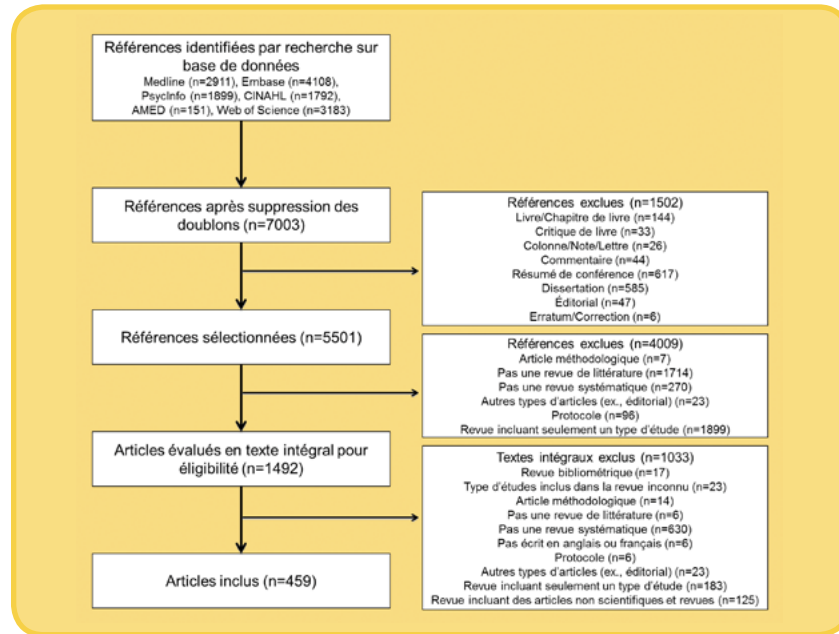 Références identifiées par recherche sur
base de données
Medline (n=2911), Embase (n=4108),
PsycInfo (n=1899), CINAHL (n=1792),
AMED (n=151), Web of Science (n=3183)
Références après suppression des
doublons (n=7003)
Références exclues (n=1502)
Livre/Chapitre de livre (n=144)
Critique de livre (n=33)
Colonne/Note/Lettre (n=26)
Commentaire (n=44)
Résumé de conférence (n=617)
Dissertation (n=585)
Éditorial (n=47)
Erratum/Correction (n=6)
Références sélectionnées (n=5501)
Références exclues (n=4009)
Article méthodologique (n=7)
Pas une revue de littérature (n=1714)
Pas une revue systématique (n=270)
Autres types d'articles (ex., éditorial) (n=23)
Protocole (n=96)
Revue incluant seulement un type d'étude (n=1899)
Articles évalués en texte intégral pour
éligibilité (n=1492)
Textes intégraux exclus (n=1033)
Revue bibliométrique (n=17)
Type d'études inclus dans la revue inconnu (n=23)
Article méthodologique (n=14)
Pas une revue de littérature (n=6)
Pas une revue systématique (n=630)
Pas écrit en anglais ou français (n=6)
Protocole (n=6)
Autres types d'articles (ex., éditorial) (n=23)
Revue incluant seulement un type d'étude (n=183)
Revue incluant des articles non scientifiques et revues (n=125)
Articles inclus (n=459)